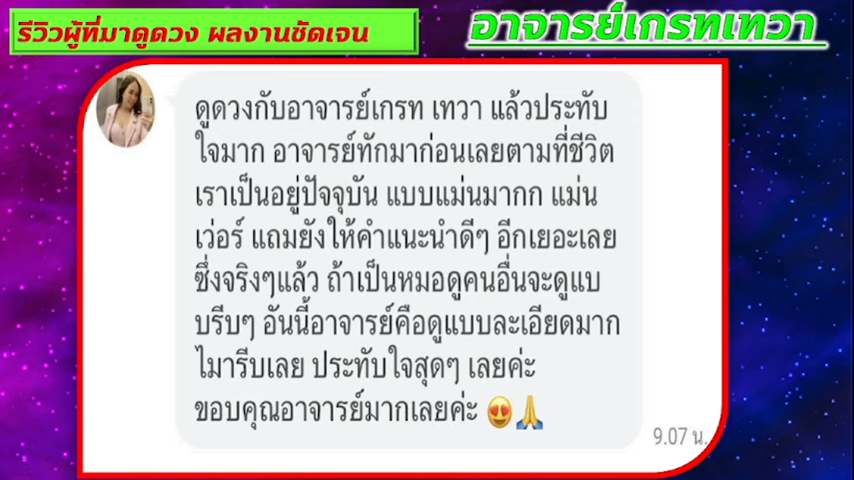 รีวิวผู้ที่มาดูดวง ผลงานชัดเจน
อาจารย์เกรทเทวา
ดูดวงกับอาจารย์เกรท เทวา แล้วประทับ
ใจมาก อาจารย์ทักมาก่อนเลยตามที่ชีวิต
เราเป็นอยู่ปัจจุบัน แบบแม่นมากก แม่น
เว่อร์ แถมยังให้คำแนะนำดีๆ อีกเยอะเลย
ซึ่งจริงๆแล้ว ถ้าเป็นหมอดูคนอื่นจะดูแบ
บรีบๆ อันนี้อาจารย์คือดูแบบละเอียดมาก
ไมารีบเลย ประทับใจสุดๆ เลยค่ะ
ขอบคุณอาจารย์มากเลยค่ะ 😍🙏
9.07 น.